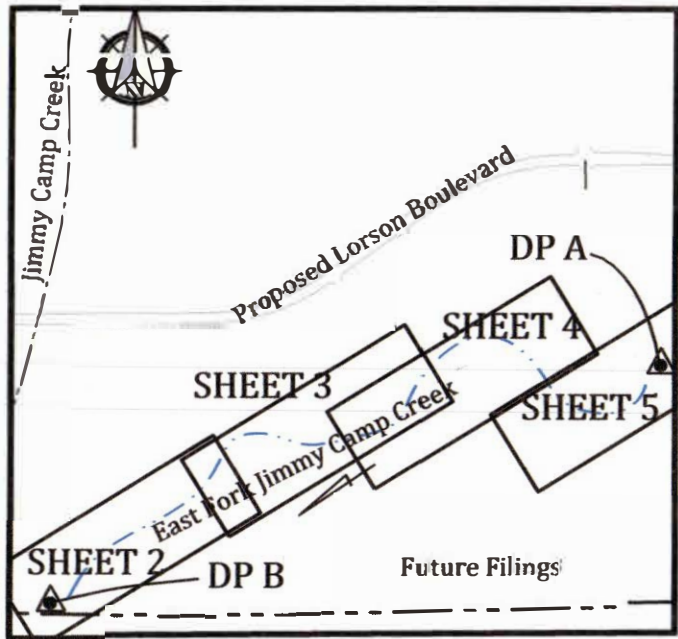 Jimmy Camp Creek
N
Proposed Lorson Boulevard
DP A
SHEET 4
SHEET 3
SHEET 5
East Fork Jimmy Camp Creek
SHEET 2
DP B
Future Filings